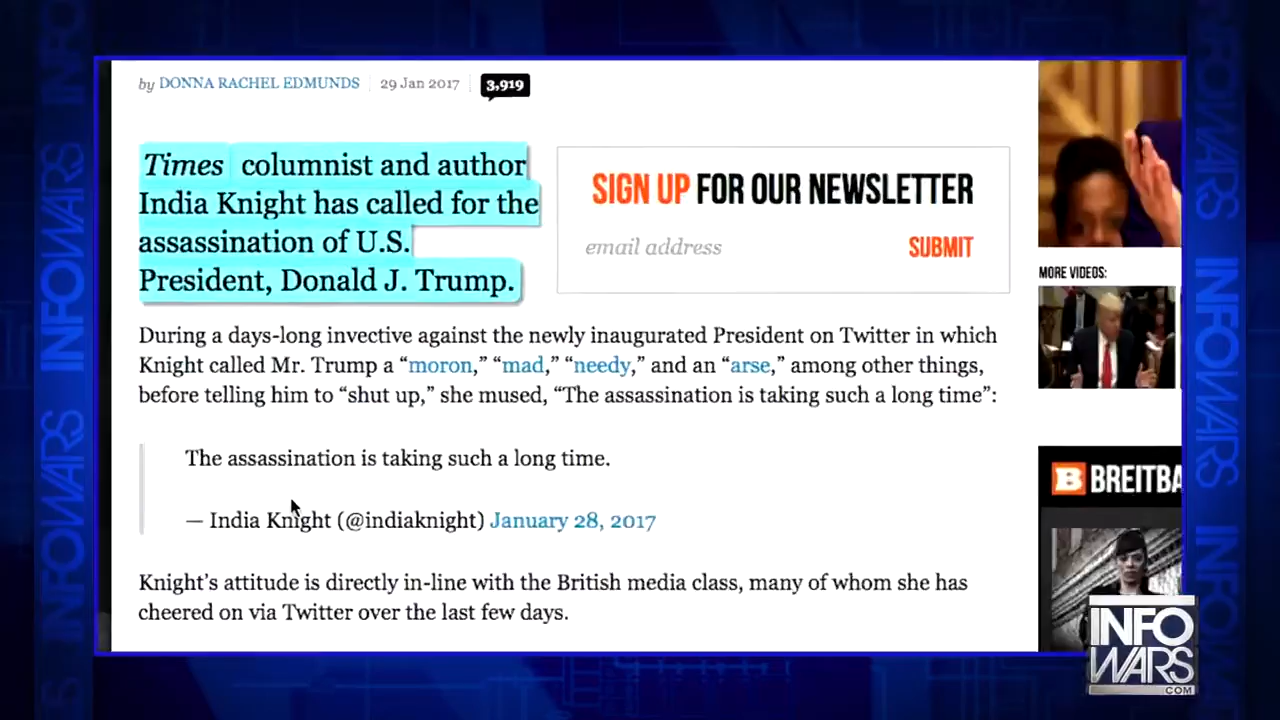 by DONNA RACHEL EDMUNDS 29 Jan 2017 3,919
Times columnist and author
India Knight has called for the
assassination of U.S.
President, Donald J. Trump.
SIGN UP FOR OUR NEWSLETTER
email address SUBMIT
MORE VIDEOS:
During a days-long invective against the newly inaugurated President on Twitter in which
Knight called Mr. Trump a “moron,” “mad,” “needy,” and an “arse,” among other things,
before telling him to “shut up,” she mused, “The assassination is taking such a long time”:
The assassination is taking such a long time.
— India Knight (@indiaknight) January 28, 2017
B BREITBA
Knight’s attitude is directly in-line with the British media class, many of whom she has
cheered on via Twitter over the last few days.
INFOWARS
INFOWARS
INFOWARS
INFOWARS
INFO
WARS
.COM